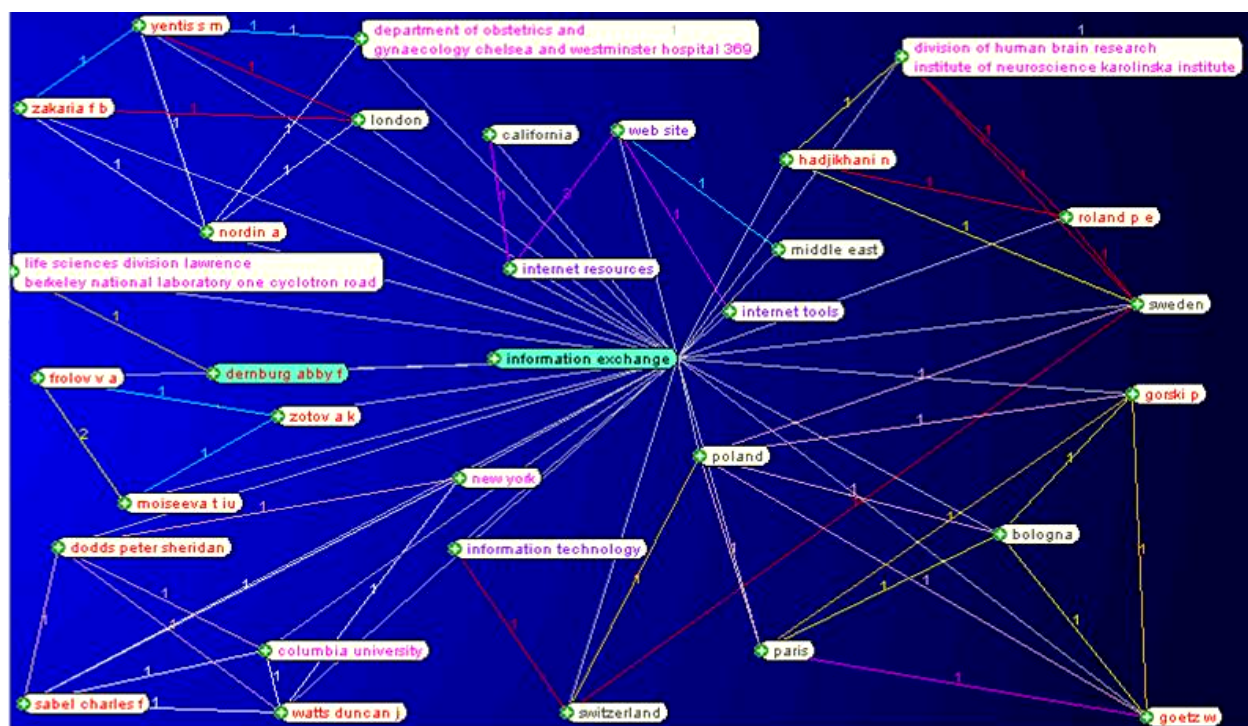 yentis s m
department of obstetrics and
gynaecology chelsea and westminster hospital 369
division of human brain research
institute of neuroscience karolinska institute
zakaria f b
london
california
web site
hadjikhani n
roland p e
nordin a
middle east
life sciences division lawrence
berkeley national laboratory one cyclotron road
internet resources
internet tools
sweden
information exchange
frolov v a
dernburg abby f
gorski p
zotov a k
poland
new york
moiseeva t iu
bologna
dodds peter sheridan
information technology
columbia university
paris
sabel charles f
watts duncan j
switzerland
goetz w